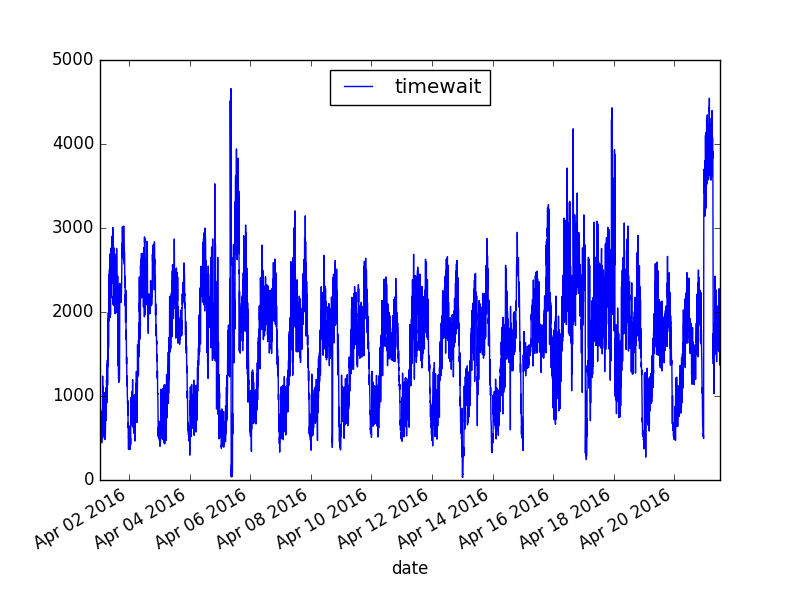 5000
timewait
4000
3000
2000
1000
0
Apr 02 2016
Apr 04 2016
Apr 06 2016
Apr 08 2016
Apr 10 2016
Apr 12 2016
Apr 14 2016
Apr 16 2016
Apr 18 2016
Apr 20 2016
date